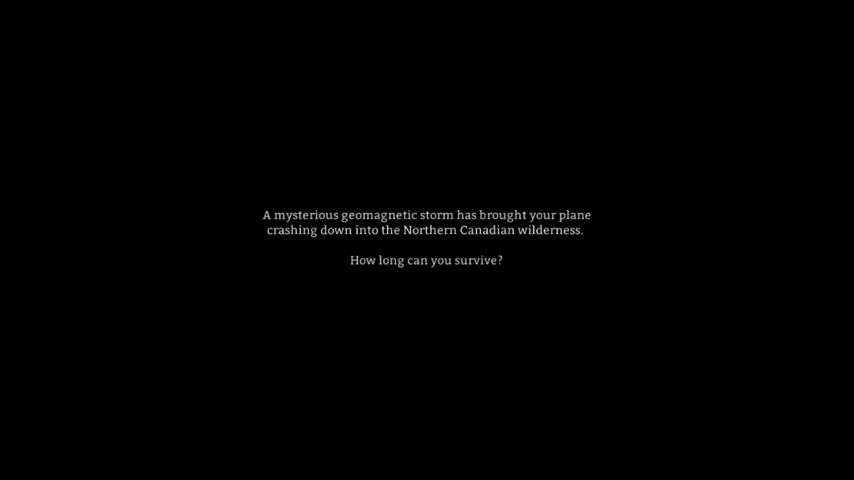 A mysterious geomagnetic storm has brought your plane
crashing down into the Northern Canadian wilderness.
How long can you survive?